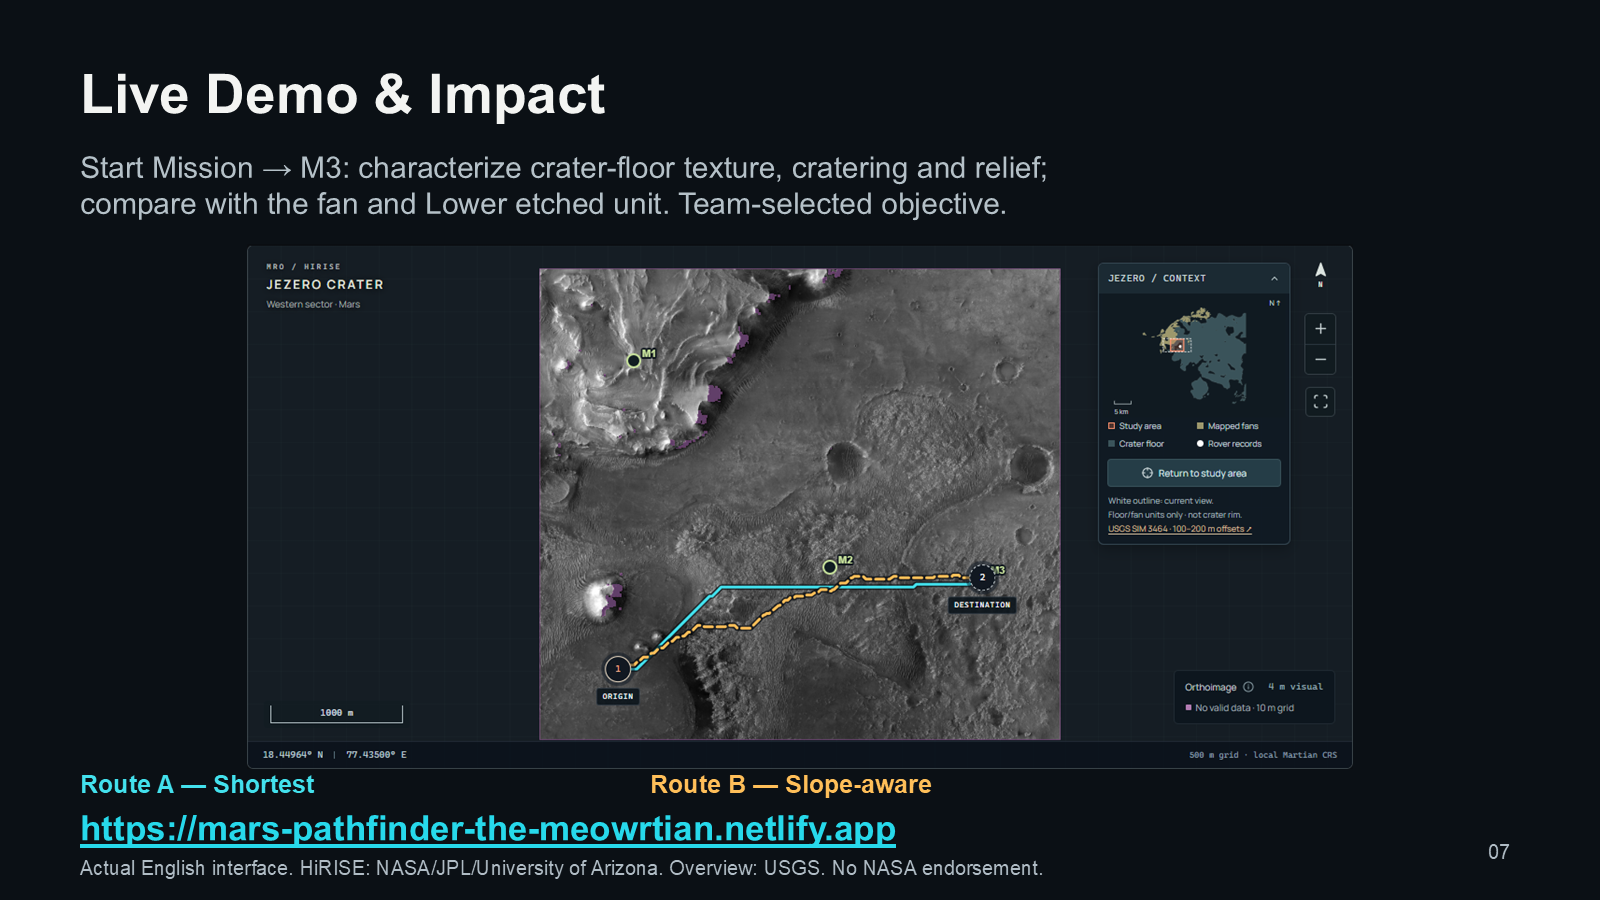 Live Demo & Impact
Start Mission → M3: characterize crater-floor texture, cratering and relief;
compare with the fan and Lower etched unit. Team-selected objective.
MRO / HIRISE
JEZERO CRATER
Western sector · Mars
M1
M2
M3
1
ORIGIN
2
DESTINATION
1000 m
18.44964° N | 77.43500° E
JEZERO / CONTEXT
N↑
5 km
Study area
Mapped fans
Crater floor
Rover records
Return to study area
White outline: current view.
Floor/fan units only · not crater rim.
USGS SIM 3464 · 100–200 m offsets ↗
N
+
−
Orthoimage 4 m visual
No valid data · 10 m grid
500 m grid · local Martian CRS
Route A — Shortest
Route B — Slope-aware
https://mars-pathfinder-the-meowrtian.netlify.app
Actual English interface. HiRISE: NASA/JPL/University of Arizona. Overview: USGS. No NASA endorsement.
07